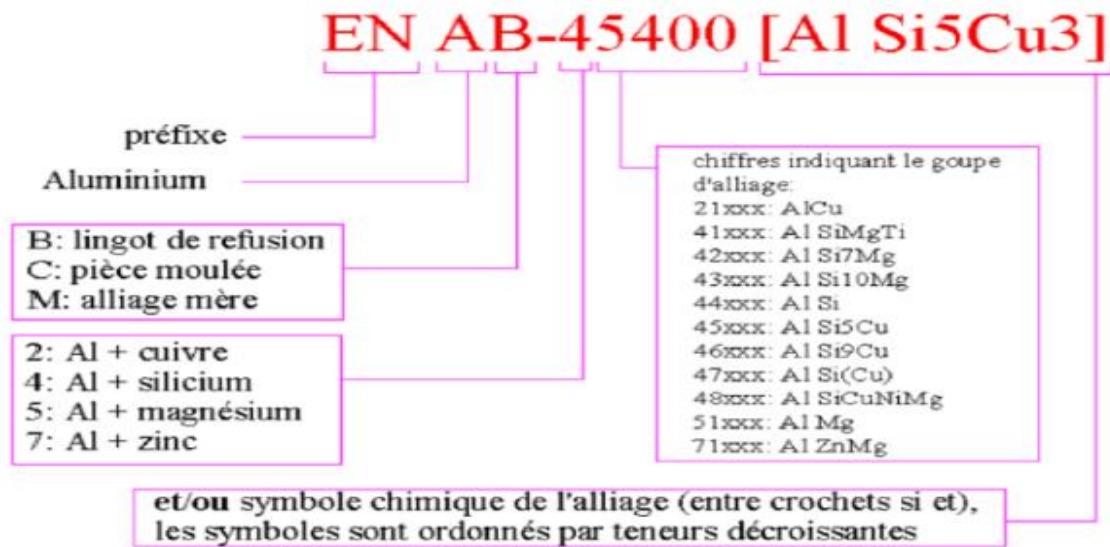 EN AB-45400 [Al Si5Cu3]
préfixe
Aluminium
B: lingot de refusion
C: pièce moulée
M: alliage mère
2: Al + cuivre
4: Al + silicium
5: Al + magnésium
7: Al + zinc
chiffres indiquant le goupe
d'alliage:
21xxx: AlCu
41xxx: Al SiMgTi
42xxx: Al Si7Mg
43xxx: Al Si10Mg
44xxx: Al Si
45xxx: Al Si5Cu
46xxx: Al Si9Cu
47xxx: Al Si(Cu)
48xxx: Al SiCuNiMg
51xxx: Al Mg
71xxx: Al ZnMg
et/ou symbole chimique de l'alliage (entre crochets si et),
les symboles sont ordonnés par teneurs décroissantes